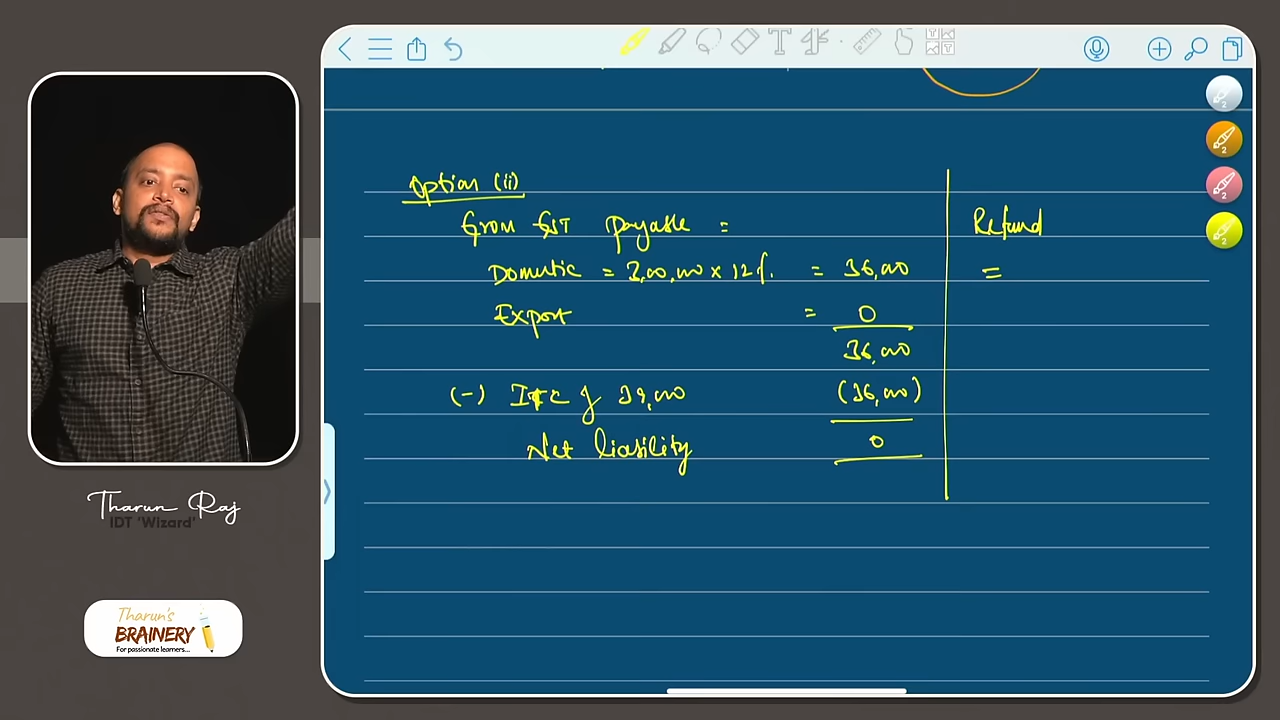 Option (ii)
Gross GST payable =
Domestic = 3,00,000 x 12%. = 36,000
Export = 0
36,000
(-) ITC of 39,000 (36,000)
Net liability 0
Refund
=
Tharun Raj
IDT 'Wizard'
Tharun's
BRAINERY
For passionate learners...